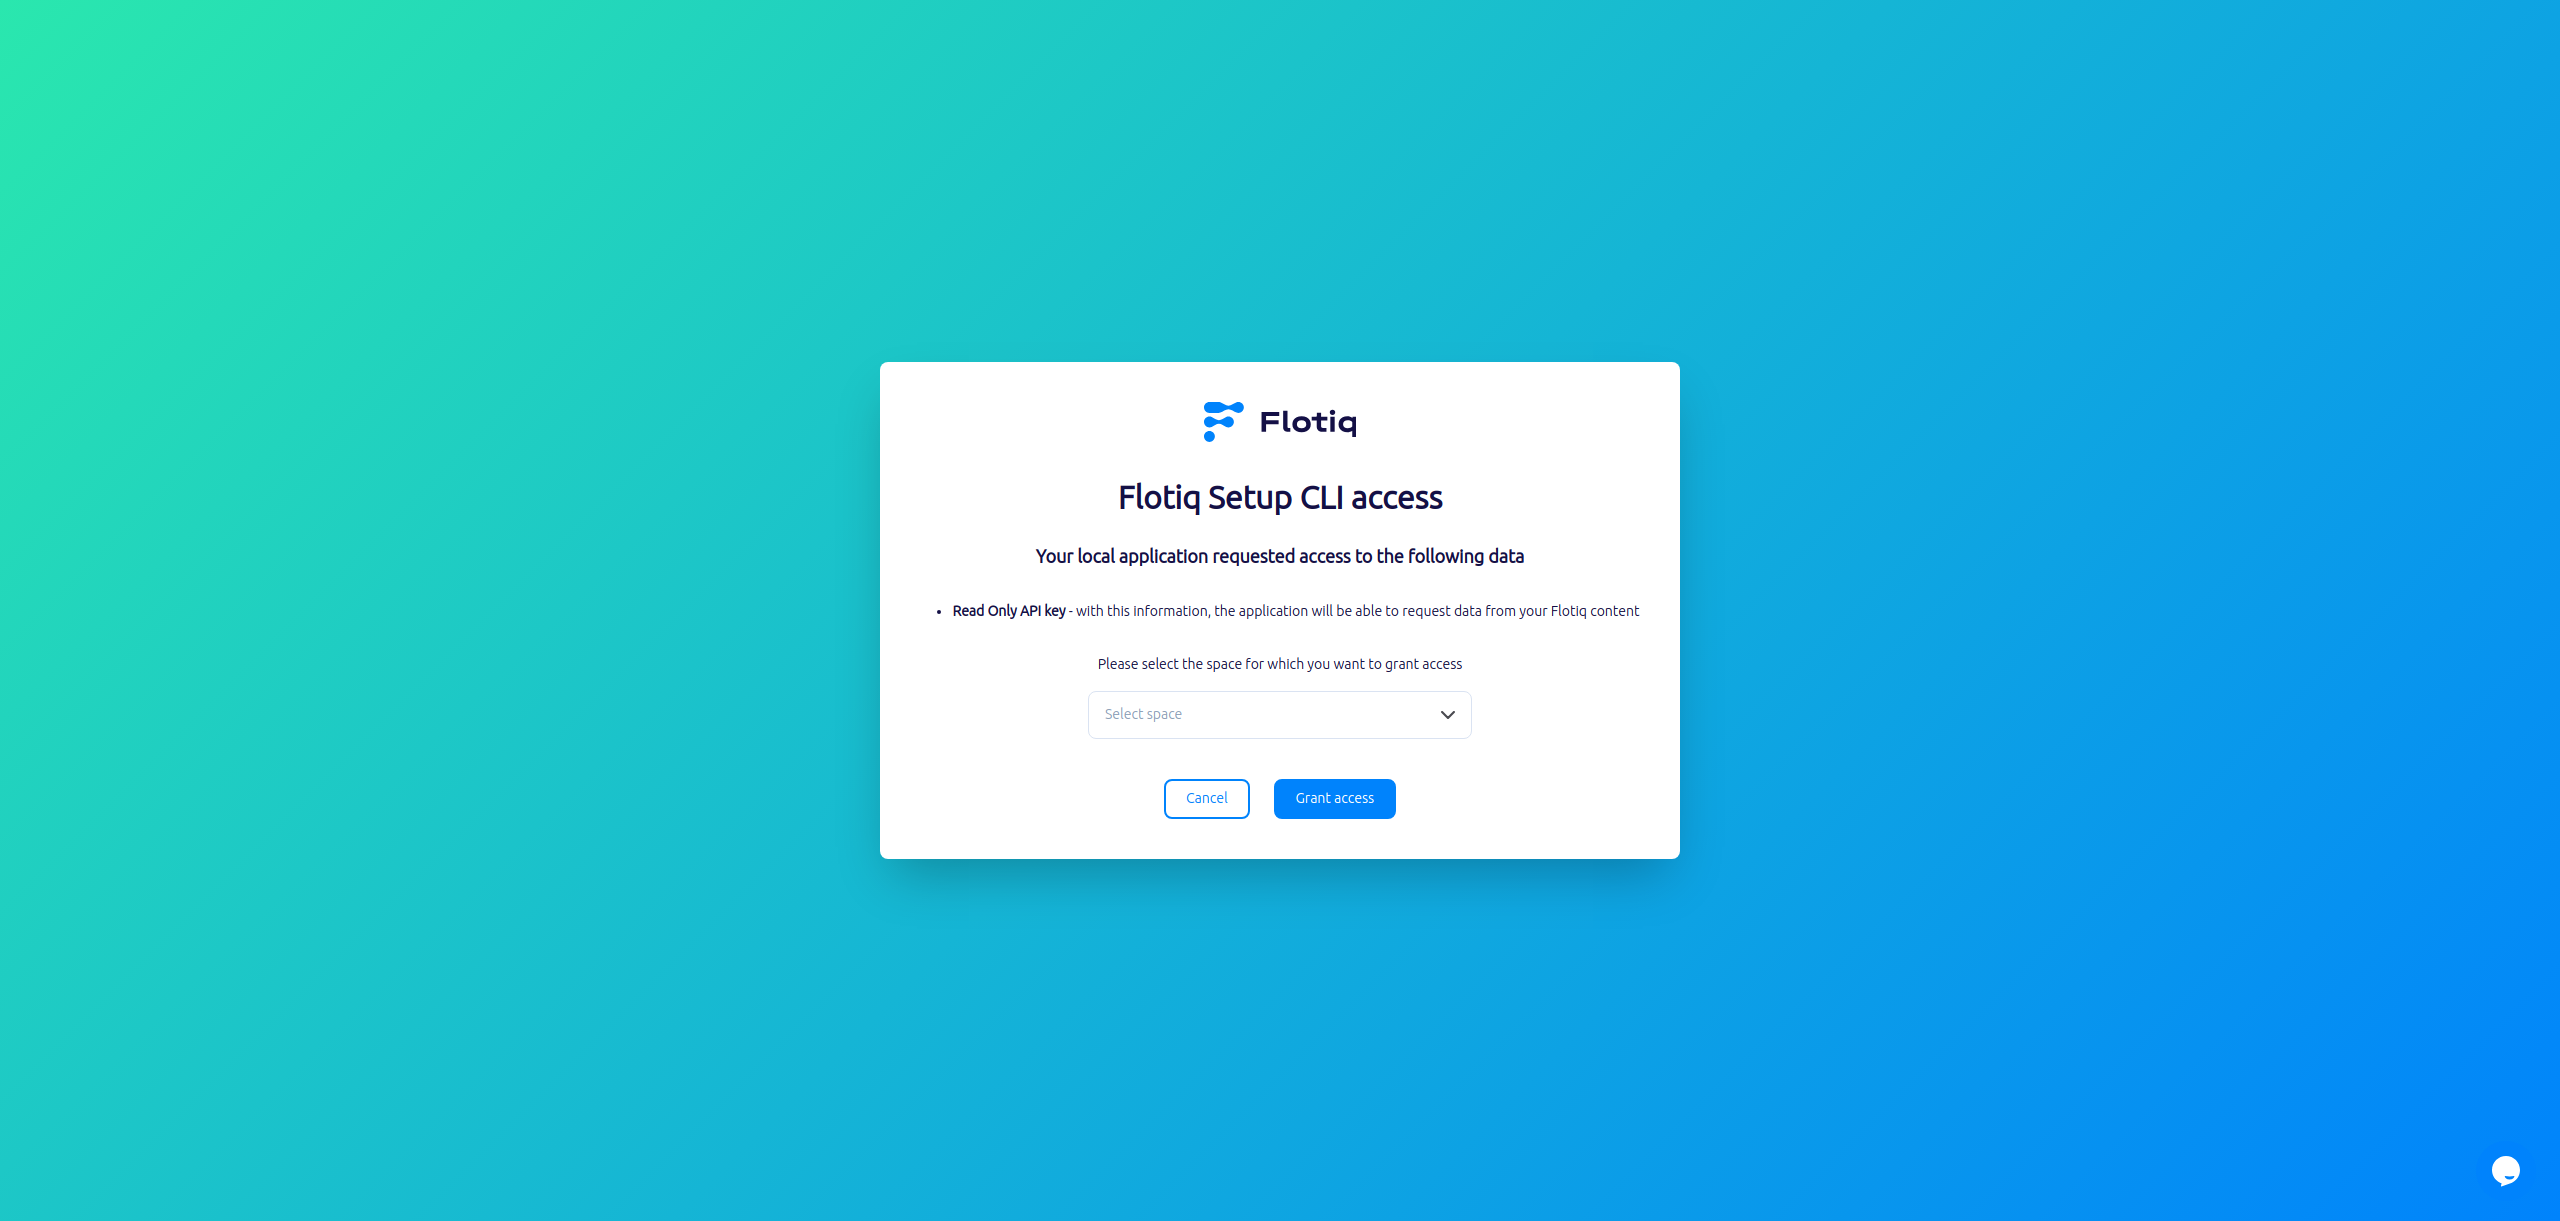 Flotiq
Flotiq Setup CLI access
Your local application requested access to the following data
• Read Only API key - with this information, the application will be able to request data from your Flotiq content
Please select the space for which you want to grant access
Select space
Cancel
Grant access